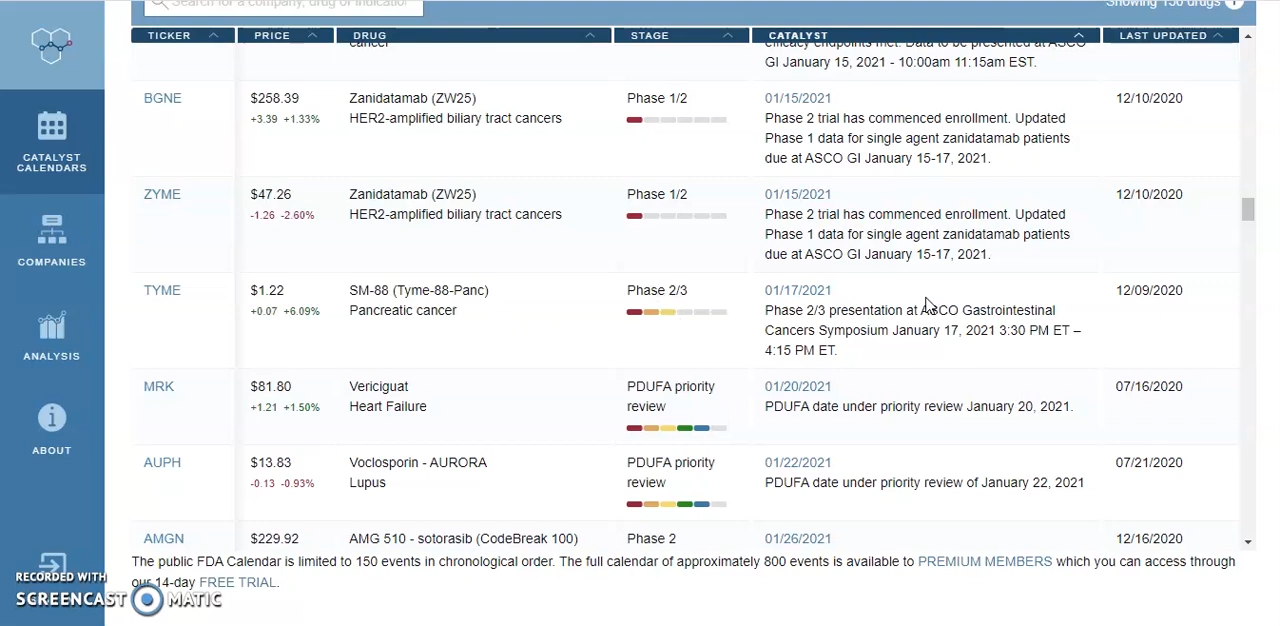 Search for a company, drug or indication
Showing 150 drugs
TICKER PRICE DRUG STAGE CATALYST LAST UPDATED
cancer
efficacy endpoints met. Data to be presented at ASCO
GI January 15, 2021 - 10:00am 11:15am EST.
BGNE
$258.39
+3.39 +1.33%
Zanidatamab (ZW25)
HER2-amplified biliary tract cancers
Phase 1/2
01/15/2021
Phase 2 trial has commenced enrollment. Updated
Phase 1 data for single agent zanidatamab patients
due at ASCO GI January 15-17, 2021.
12/10/2020
ZYME
$47.26
-1.26 -2.60%
Zanidatamab (ZW25)
HER2-amplified biliary tract cancers
Phase 1/2
01/15/2021
Phase 2 trial has commenced enrollment. Updated
Phase 1 data for single agent zanidatamab patients
due at ASCO GI January 15-17, 2021.
12/10/2020
TYME
$1.22
+0.07 +6.09%
SM-88 (Tyme-88-Panc)
Pancreatic cancer
Phase 2/3
01/17/2021
Phase 2/3 presentation at ASCO Gastrointestinal
Cancers Symposium January 17, 2021 3:30 PM ET –
4:15 PM ET.
12/09/2020
MRK
$81.80
+1.21 +1.50%
Vericiguat
Heart Failure
PDUFA priority
review
01/20/2021
PDUFA date under priority review January 20, 2021.
07/16/2020
AUPH
$13.83
-0.13 -0.93%
Voclosporin - AURORA
Lupus
PDUFA priority
review
01/22/2021
PDUFA date under priority review of January 22, 2021
07/21/2020
AMGN
$229.92
AMG 510 - sotorasib (CodeBreak 100)
Phase 2
01/26/2021
12/16/2020
The public FDA Calendar is limited to 150 events in chronological order. The full calendar of approximately 800 events is available to PREMIUM MEMBERS which you can access through
our 14-day FREE TRIAL.
CATALYST
CALENDARS
COMPANIES
ANALYSIS
ABOUT
RECORDED WITH
SCREENCAST MATIC